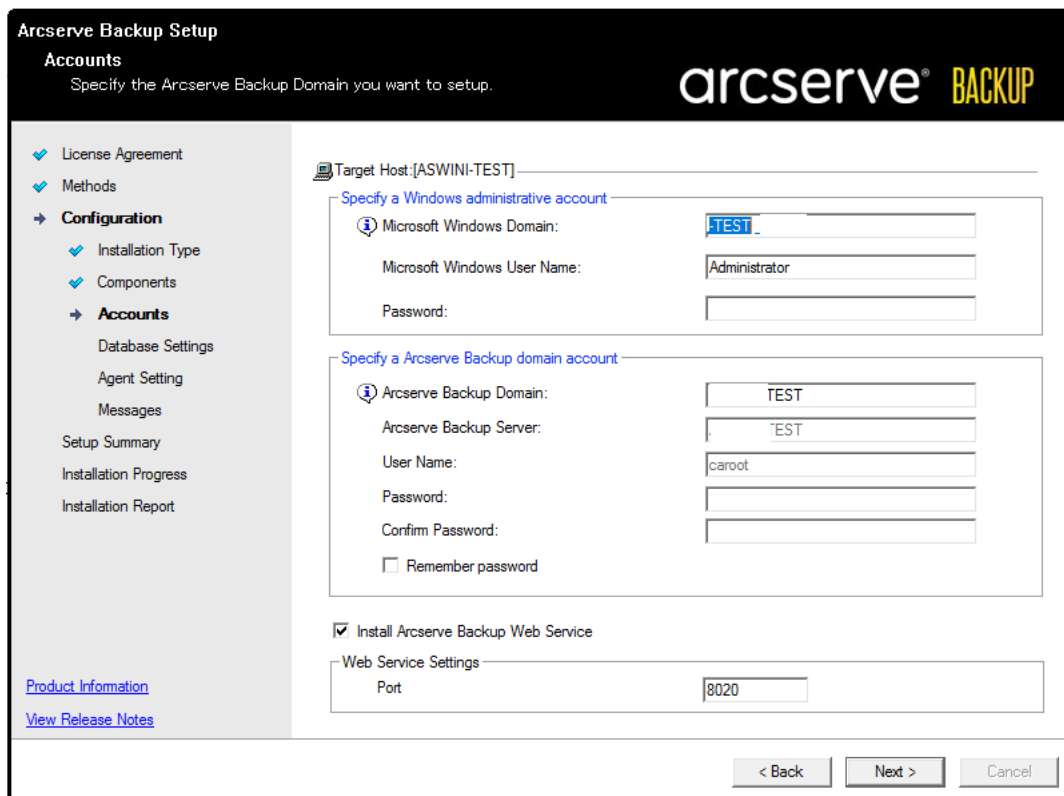 Arcserve Backup Setup
Accounts
Specify the Arcserve Backup Domain you want to setup.
arcserve® BACKUP
License Agreement
Methods
Configuration
Installation Type
Components
Accounts
Database Settings
Agent Setting
Messages
Setup Summary
Installation Progress
Installation Report
Product Information
View Release Notes
Target Host:[ASWINI-TEST]
Specify a Windows administrative account
Microsoft Windows Domain: -TEST
Microsoft Windows User Name: Administrator
Password:
Specify a Arcserve Backup domain account
Arcserve Backup Domain: TEST
Arcserve Backup Server: TEST
User Name: caroot
Password:
Confirm Password:
Remember password
Install Arcserve Backup Web Service
Web Service Settings
Port 8020
< Back Next > Cancel